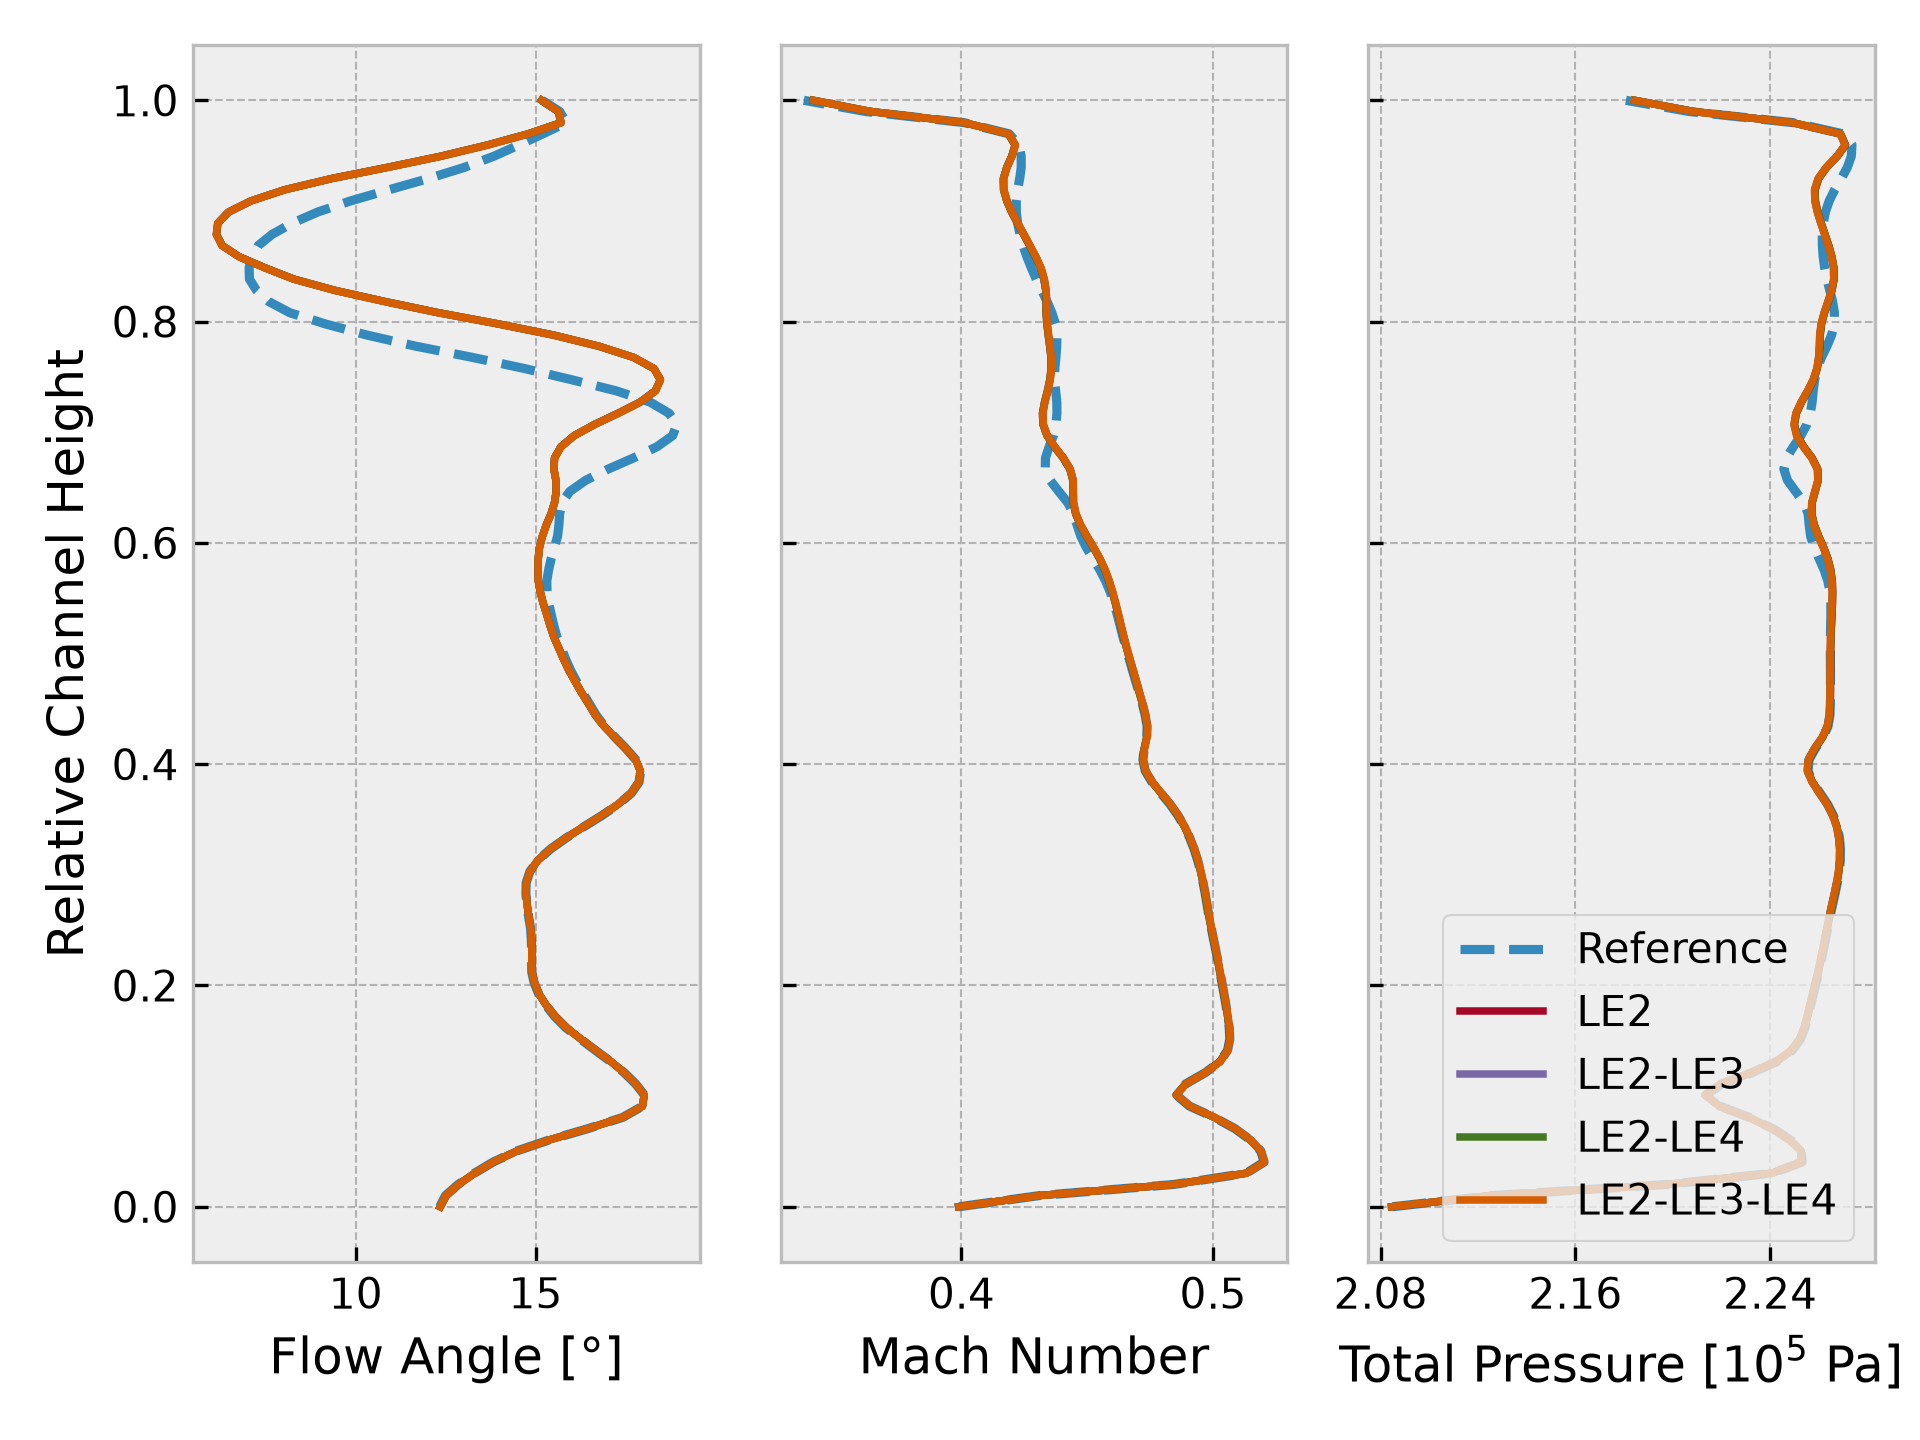 Relative Channel Height
1.0
0.8
0.6
0.4
0.2
0.0
10 15
Flow Angle [°]
0.4 0.5
Mach Number
2.08 2.16 2.24
Total Pressure [10⁵ Pa]
Reference
LE2
LE2-LE3
LE2-LE4
LE2-LE3-LE4